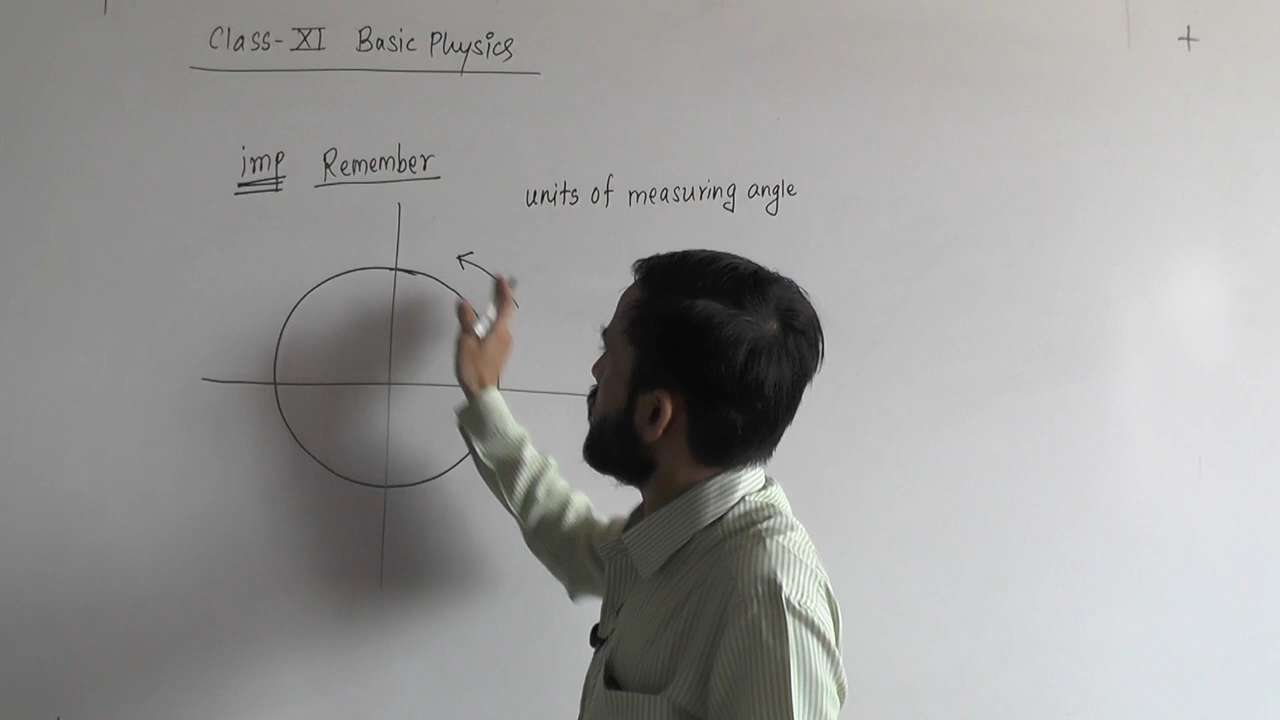 Class-XI Basic Physics
imp Remember
units of measuring angle
+